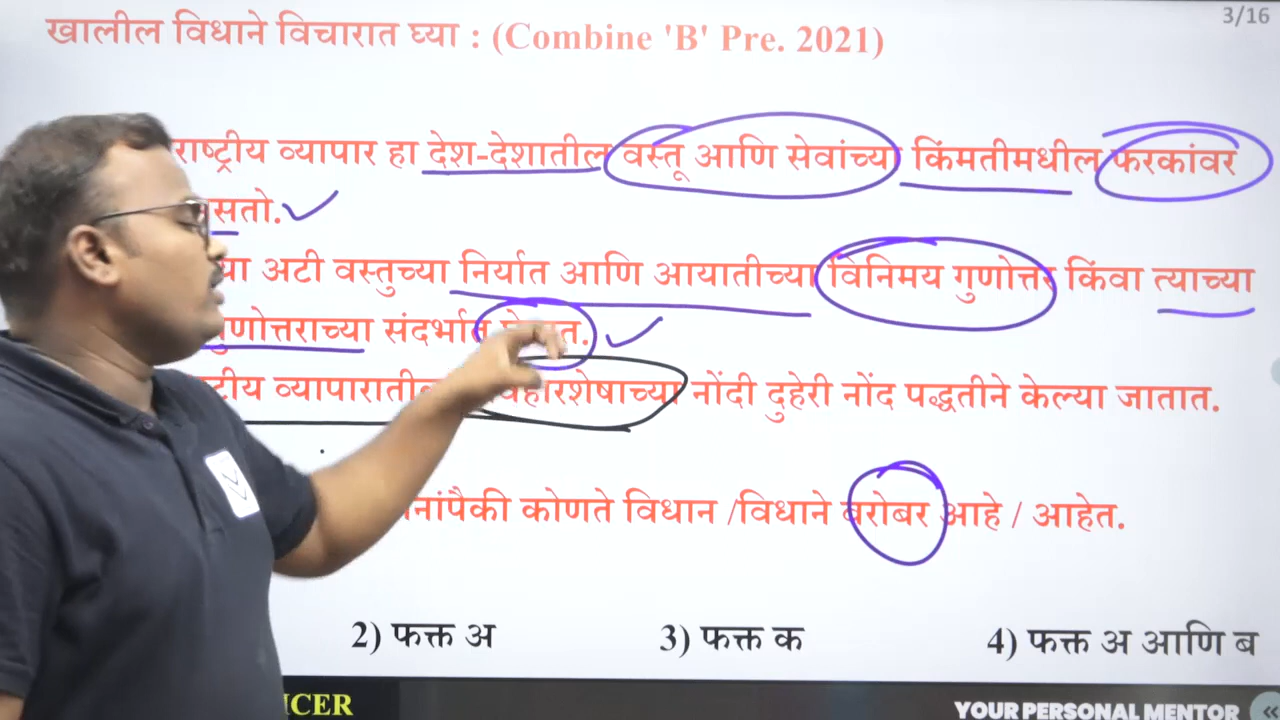 3/16
खालील विधाने विचारात घ्या : (Combine 'B' Pre. 2021)
राष्ट्रीय व्यापार हा देश-देशातील वस्तू आणि सेवांच्या किंमतीमधील फरकांवर
सतो.
अटी वस्तुच्या निर्यात आणि आयातीच्या विनिमय गुणोत्तर किंवा त्याच्या
गुणोत्तराच्या संदर्भात
व्यापारातील नोंदी दुहेरी नोंद पद्धतीने केल्या जातात.
कोणते विधान /विधाने बरोबर आहे / आहेत.
2) फक्त अ 3) फक्त क 4) फक्त अ आणि ब
ICER
YOUR PERSONAL MENTOR